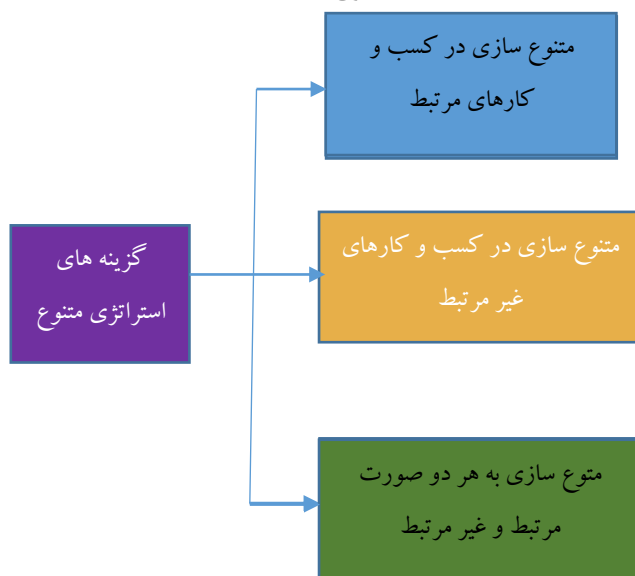 متنوع سازی در کسب و
کارهای مرتبط
گزینه های
استراتژی متنوع
متنوع سازی در کسب و کارهای
غیر مرتبط
متوع سازی به هر دو صورت
مرتبط و غیر مرتبط